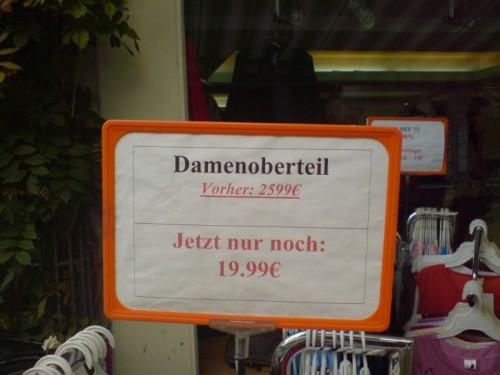 Damenoberteil
Vorher: 2599€
Jetzt nur noch:
19.99€